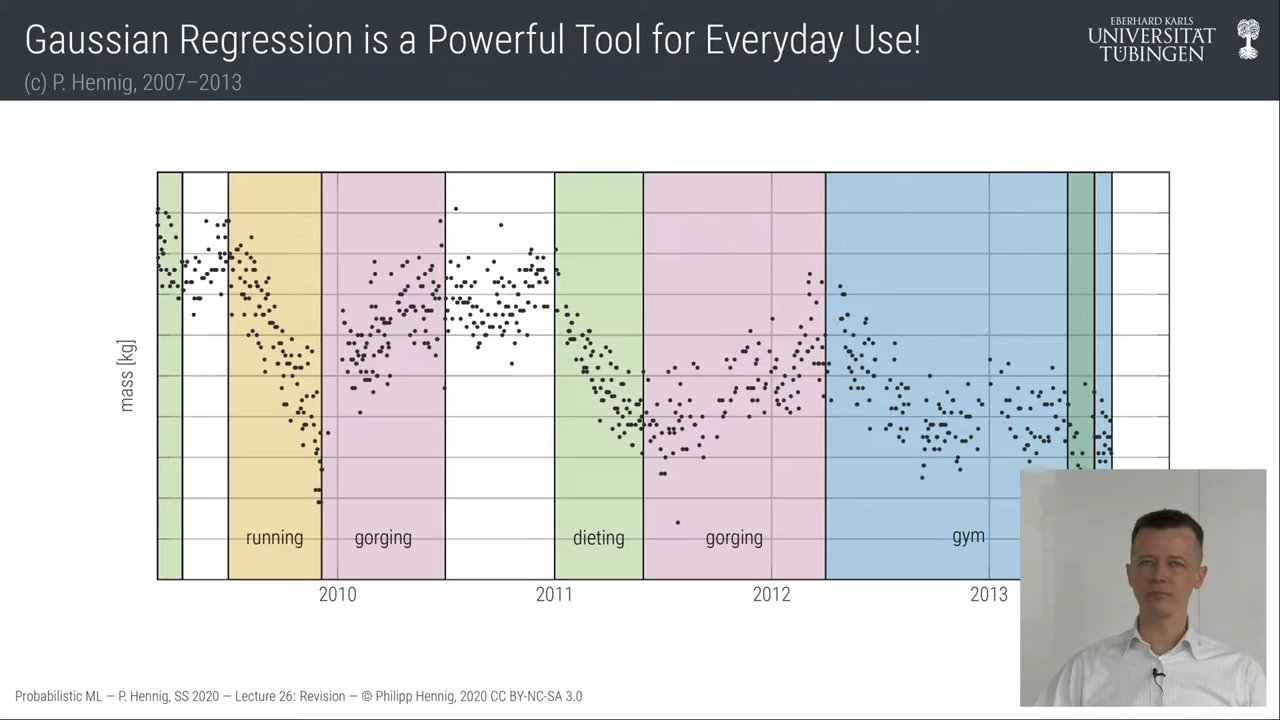 Gaussian Regression is a Powerful Tool for Everyday Use!
(c) P. Hennig, 2007–2013
EBERHARD KARLS
UNIVERSITÄT
TÜBINGEN
mass [kg]
running
gorging
dieting
gorging
gym
2010
2011
2012
2013
Probabilistic ML — P. Hennig, SS 2020 — Lecture 26: Revision — © Philipp Hennig, 2020 CC BY-NC-SA 3.0